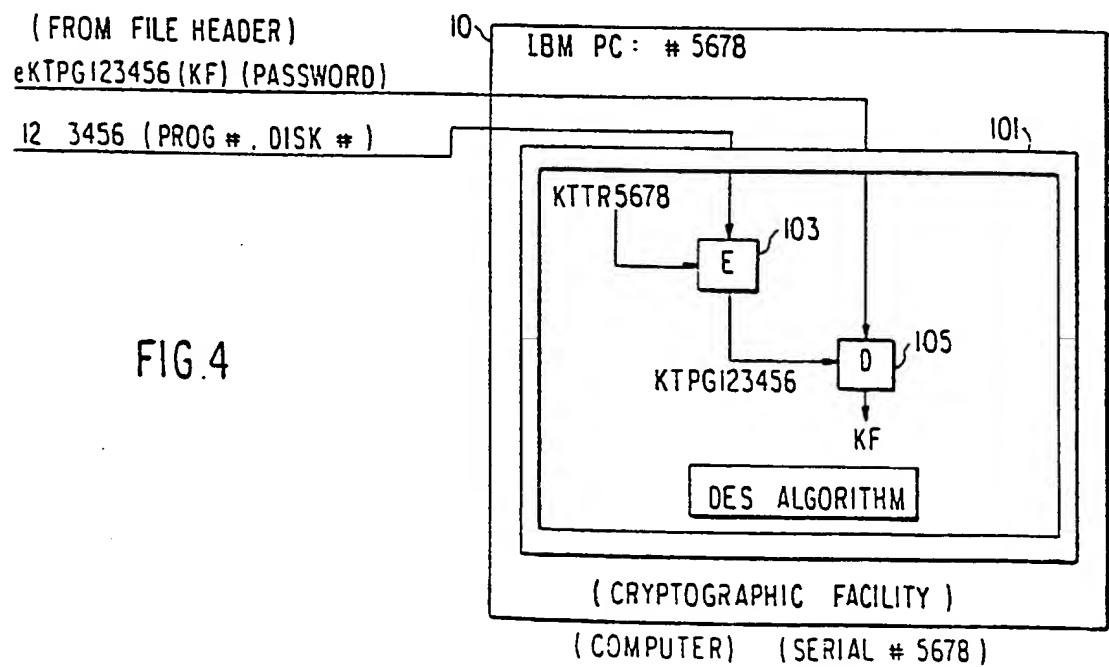 (FROM FILE HEADER)
eKTPG123456(KF) (PASSWORD)
12 3456 (PROG #. DISK #)
10
IBM PC: # 5678
101
KTTR5678
103
E
105
D
KTPG123456
KF
DES ALGORITHM
FIG.4
(CRYPTOGRAPHIC FACILITY)
(COMPUTER) (SERIAL # 5678)